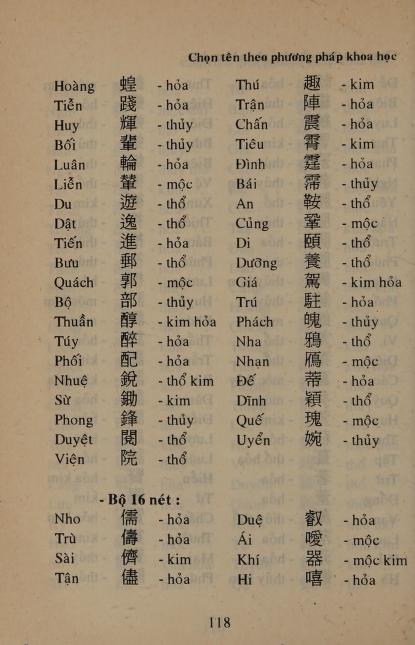 Chọn tên theo phương pháp khoa học
Hoàng 蝗 - hỏa
Tiễn 踐 - hỏa
Huy 輝 - thủy
Bối 輩 - thủy
Luân 輪 - hỏa
Liễn 輦 - mộc
Du 遊 - thổ
Dật 逸 - thổ
Tiến 進 - hỏa
Bưu 郵 - thổ
Quách 郭 - mộc
Bộ 部 - thủy
Thuần 醇 - kim hỏa
Túy 醉 - hỏa
Phối 配 - hỏa
Nhuệ 銳 - thổ kim
Sừ 鋤 - kim
Phong 鋒 - thủy
Duyệt 閱 - thổ
Viện 院 - thổ
Thú 趣 - kim
Trận 陣 - hỏa
Chấn 震 - hỏa
Tiêu 霄 - kim
Đình 霆 - hỏa
Bái 霈 - thủy
An 鞍 - thổ
Củng 鞏 - mộc
Di 頤 - thổ
Dưỡng 養 - thổ
Giá 駕 - kim hỏa
Trú 駐 - hỏa
Phách 魄 - thủy
Nha 鴉 - thổ
Nhạn 鴈 - mộc
Đế 蒂 - hỏa
Dĩnh 穎 - thổ
Quế 瑰 - mộc
Uyển 婉 - thủy
- Bộ 16 nét :
Nho 儒 - hỏa
Trù 儔 - hỏa
Sài 儕 - kim
Tận 儘 - hỏa
Duệ 叡 - hỏa
Ái 噯 - mộc
Khí 器 - mộc kim
Hi 嘻 - hỏa
118